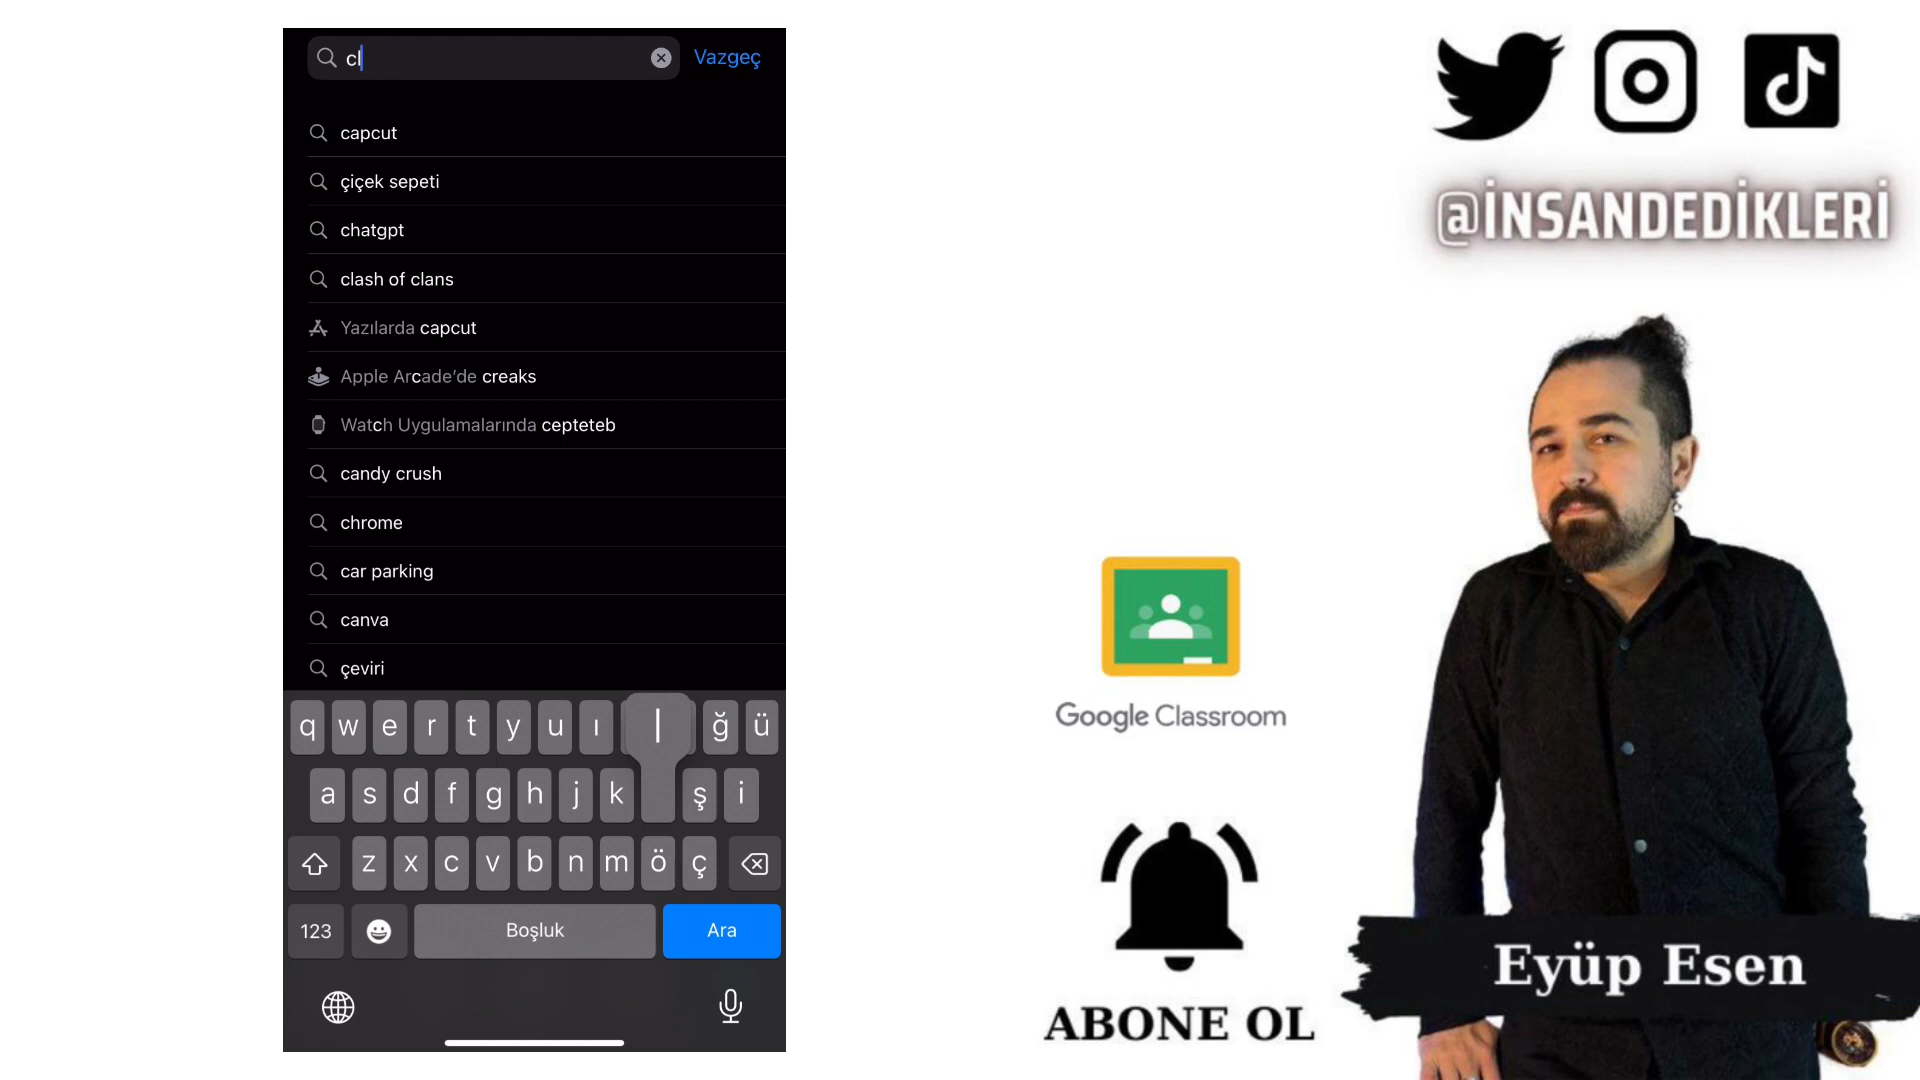 cl
Vazgeç
capcut
çiçek sepeti
chatgpt
clash of clans
Yazılarda capcut
Apple Arcade’de creaks
Watch Uygulamalarında cepteteb
candy crush
chrome
car parking
canva
çeviri
q w e r t y u ı l ğ ü
a s d f g h j k ş i
z x c v b n m ö ç
123
Boşluk
Ara
@İNSANDEDİKLERİ
Google Classroom
ABONE OL
Eyüp Esen